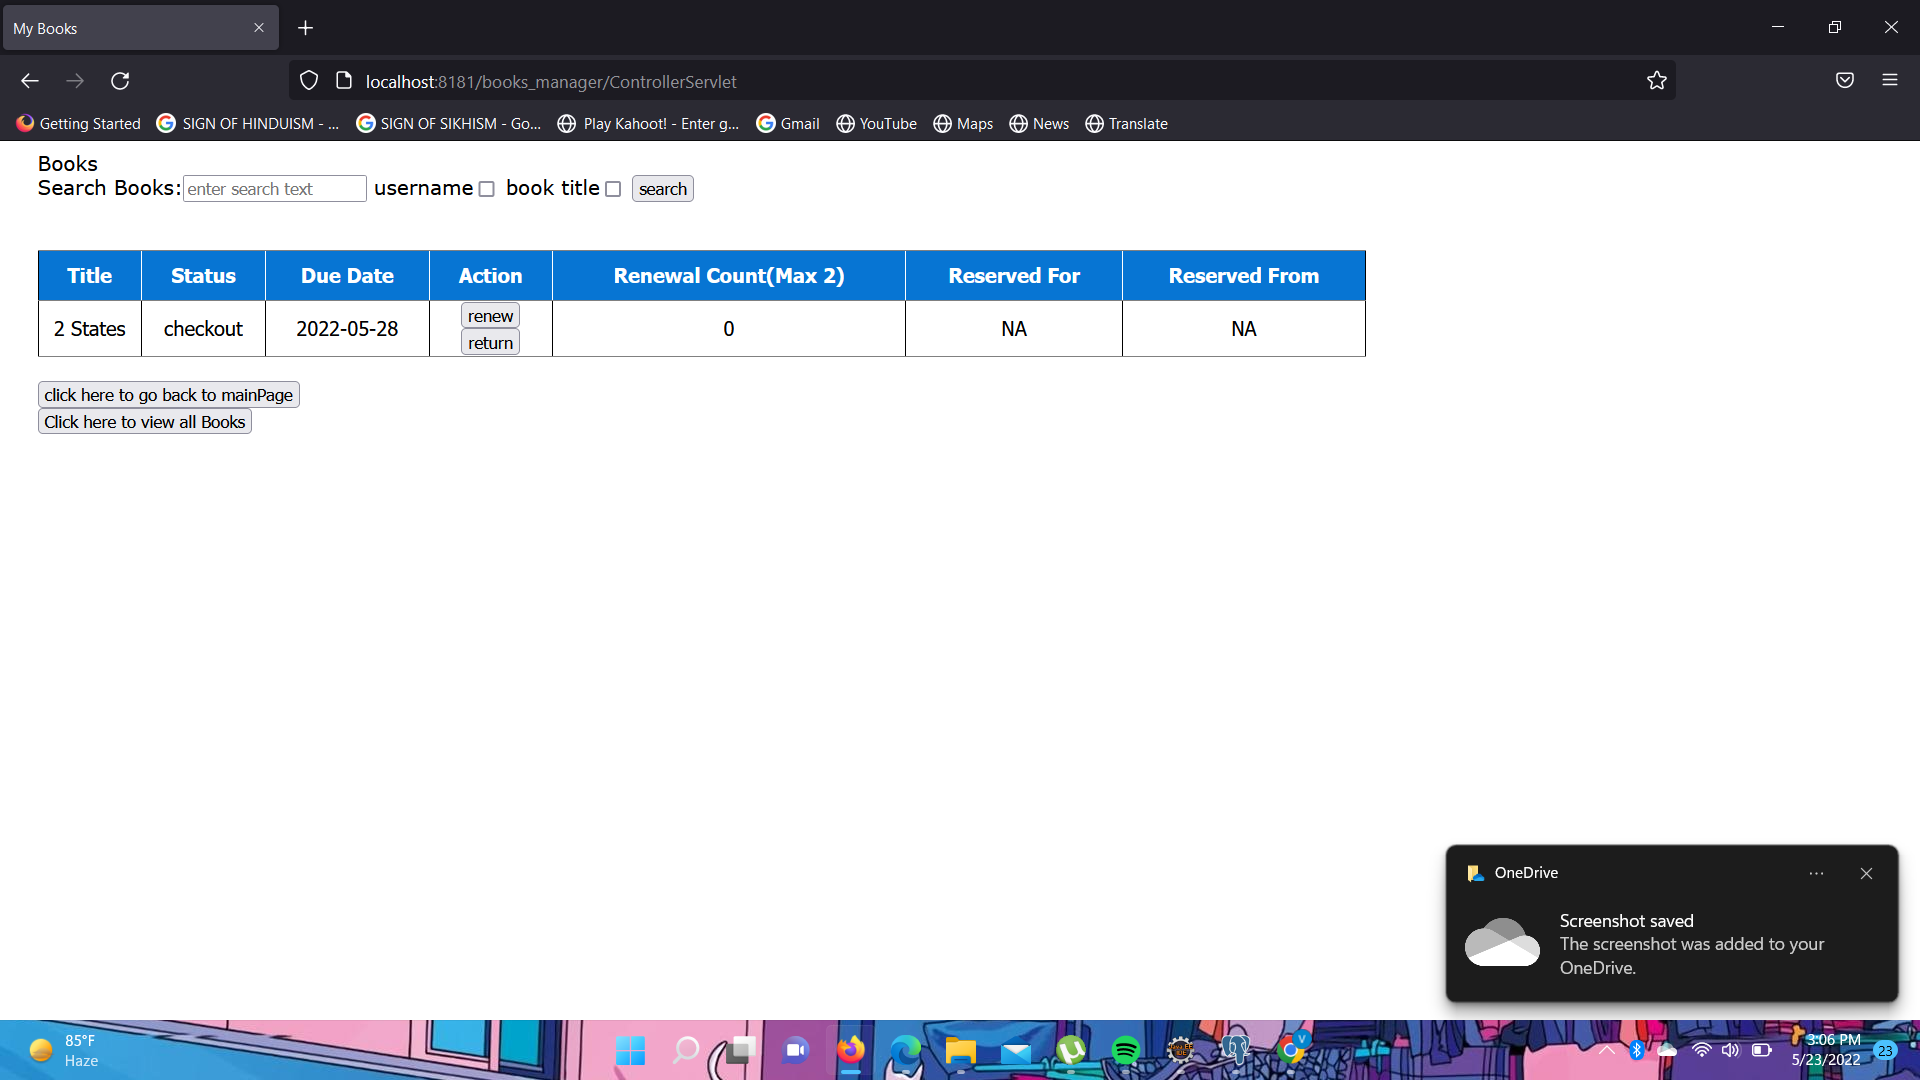 My Books
localhost:8181/books_manager/ControllerServlet
Getting Started SIGN OF HINDUISM - ... SIGN OF SIKHISM - Go... Play Kahoot! - Enter g... Gmail YouTube Maps News Translate
Books
Search Books: enter search text username book title search
Title Status Due Date Action Renewal Count(Max 2) Reserved For Reserved From
2 States checkout 2022-05-28 renew return 0 NA NA
click here to go back to mainPage
Click here to view all Books
OneDrive
Screenshot saved
The screenshot was added to your
OneDrive.
85°F
Haze
V
3:06 PM
5/23/2022
23